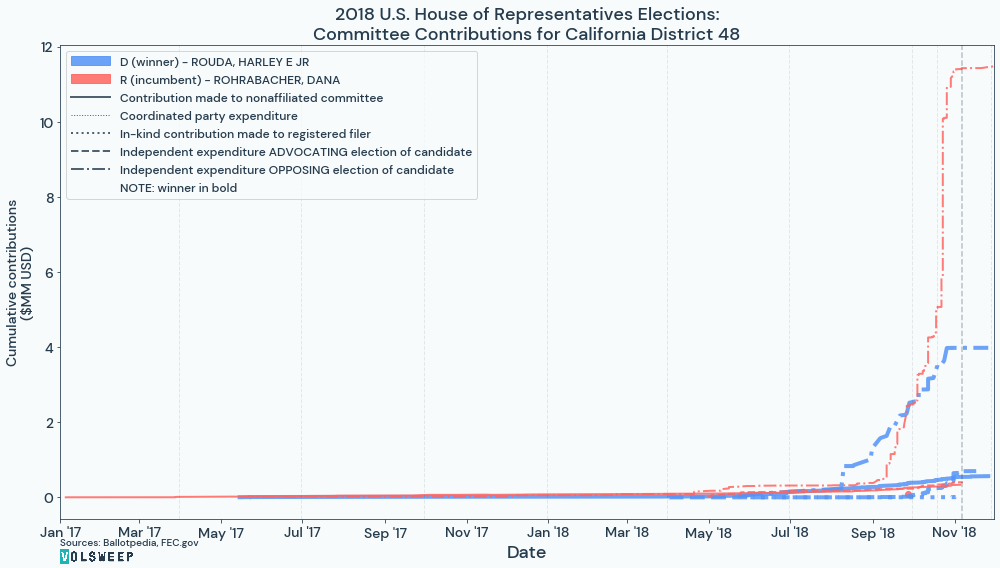 2018 U.S. House of Representatives Elections:
Committee Contributions for California District 48
D (winner) - ROUDA, HARLEY E JR
R (incumbent) - ROHRABACHER, DANA
Contribution made to nonaffiliated committee
Coordinated party expenditure
In-kind contribution made to registered filer
Independent expenditure ADVOCATING election of candidate
Independent expenditure OPPOSING election of candidate
NOTE: winner in bold
Cumulative contributions
($MM USD)
12
10
8
6
4
2
0
Jan '17 Mar '17 May '17 Jul '17 Sep '17 Nov '17 Jan '18 Mar '18 May '18 Jul '18 Sep '18 Nov '18
Date
Sources: Ballotpedia, FEC.gov
VOLSWEEP